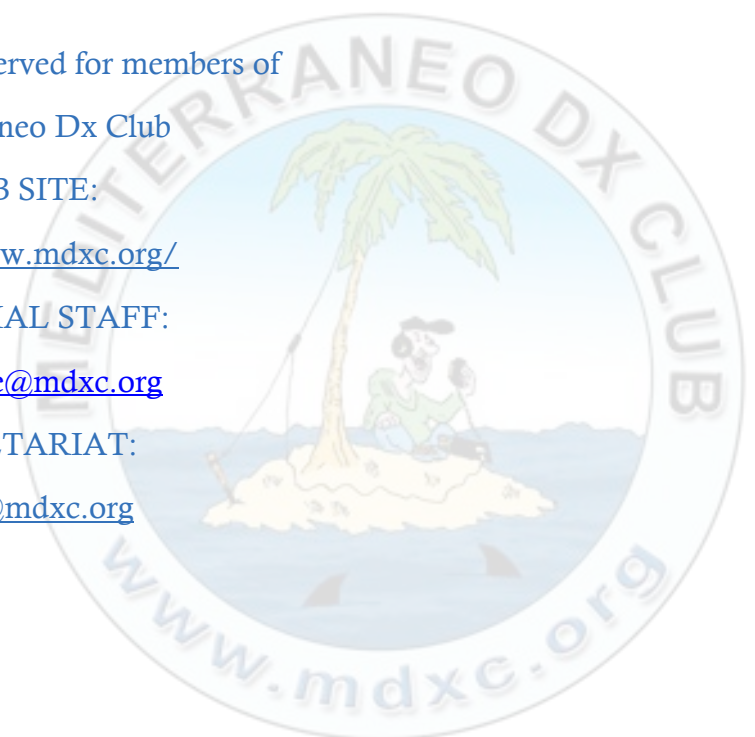 erved for members of
neo Dx Club
SITE:
w.mdxc.org/
IAL STAFF:
@mdxc.org
ETARIAT:
@mdxc.org
MEDITERRANEO DX CLUB
www.mdxc.org